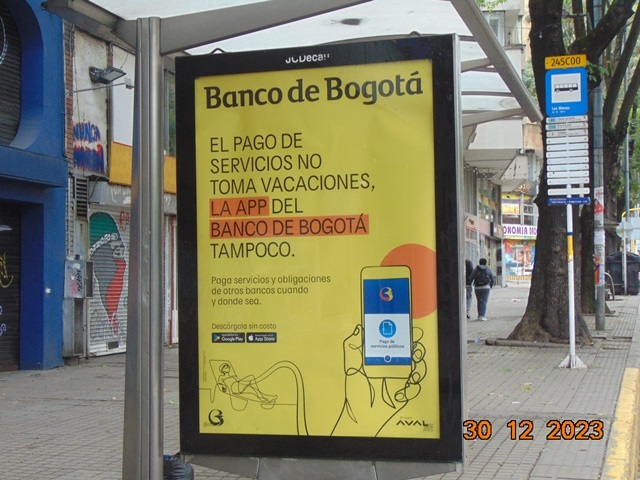 JCDecaux
Banco de Bogotá
EL PAGO DE
SERVICIOS NO
TOMA VACACIONES,
LA APP DEL
BANCO DE BOGOTÁ
TAMPOCO.
Paga servicios y obligaciones
de otros bancos cuando
y donde sea.
Descárgala sin costo
Google Play
App Store
Pago de
servicios públicos
AVAL
245C00
NUNCA
30 12 2023